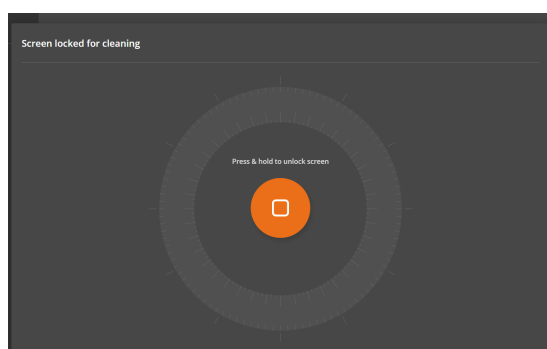 Screen locked for cleaning
Press & hold to unlock screen